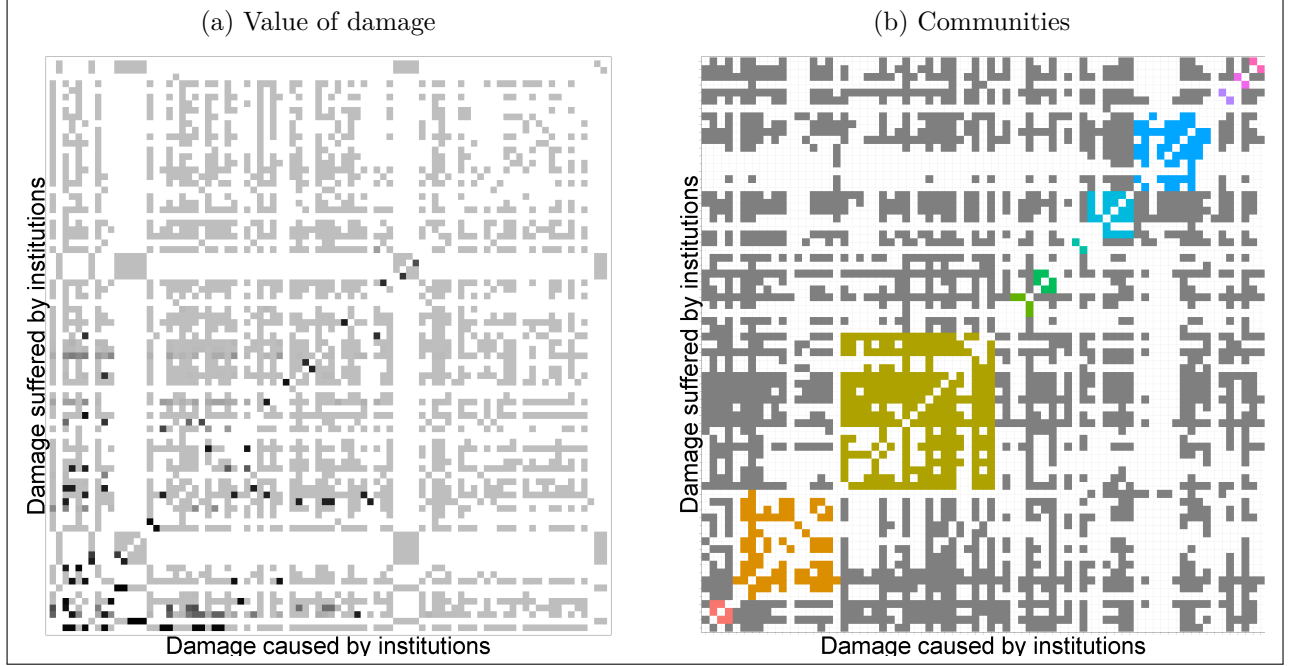 (a) Value of damage
(b) Communities
Damage suffered by institutions
Damage caused by institutions
Damage suffered by institutions
Damage caused by institutions